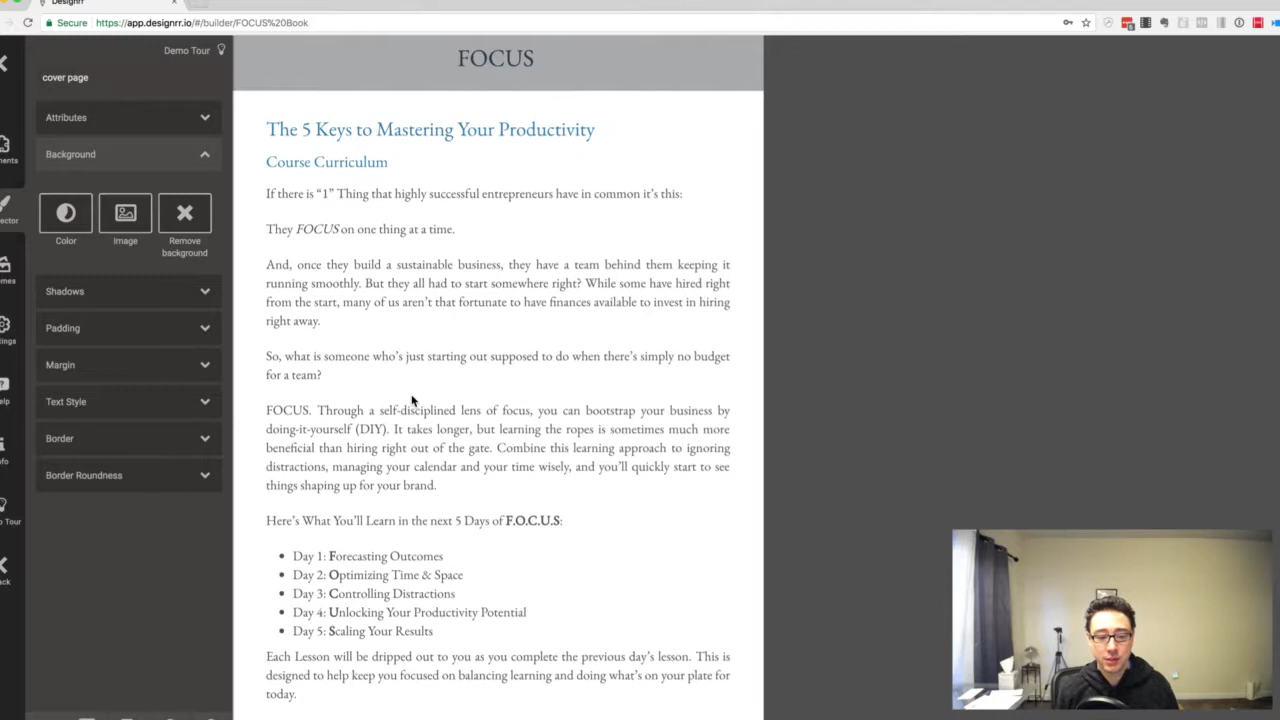 Designrr
Secure https://app.designrr.io/#/builder/FOCUS%20Book
Demo Tour
cover page
Attributes
Background
Color
Image
Remove
background
Shadows
Padding
Margin
Text Style
Border
Border Roundness
FOCUS
The 5 Keys to Mastering Your Productivity
Course Curriculum
If there is “1” Thing that highly successful entrepreneurs have in common it’s this:
They FOCUS on one thing at a time.
And, once they build a sustainable business, they have a team behind them keeping it
running smoothly. But they all had to start somewhere right? While some have hired right
from the start, many of us aren’t that fortunate to have finances available to invest in hiring
right away.
So, what is someone who’s just starting out supposed to do when there’s simply no budget
for a team?
FOCUS. Through a self-disciplined lens of focus, you can bootstrap your business by
doing-it-yourself (DIY). It takes longer, but learning the ropes is sometimes much more
beneficial than hiring right out of the gate. Combine this learning approach to ignoring
distractions, managing your calendar and your time wisely, and you’ll quickly start to see
things shaping up for your brand.
Here’s What You’ll Learn in the next 5 Days of F.O.C.U.S:
Day 1: Forecasting Outcomes
Day 2: Optimizing Time & Space
Day 3: Controlling Distractions
Day 4: Unlocking Your Productivity Potential
Day 5: Scaling Your Results
Each Lesson will be dripped out to you as you complete the previous day’s lesson. This is
designed to help keep you focused on balancing learning and doing what’s on your plate for
today.